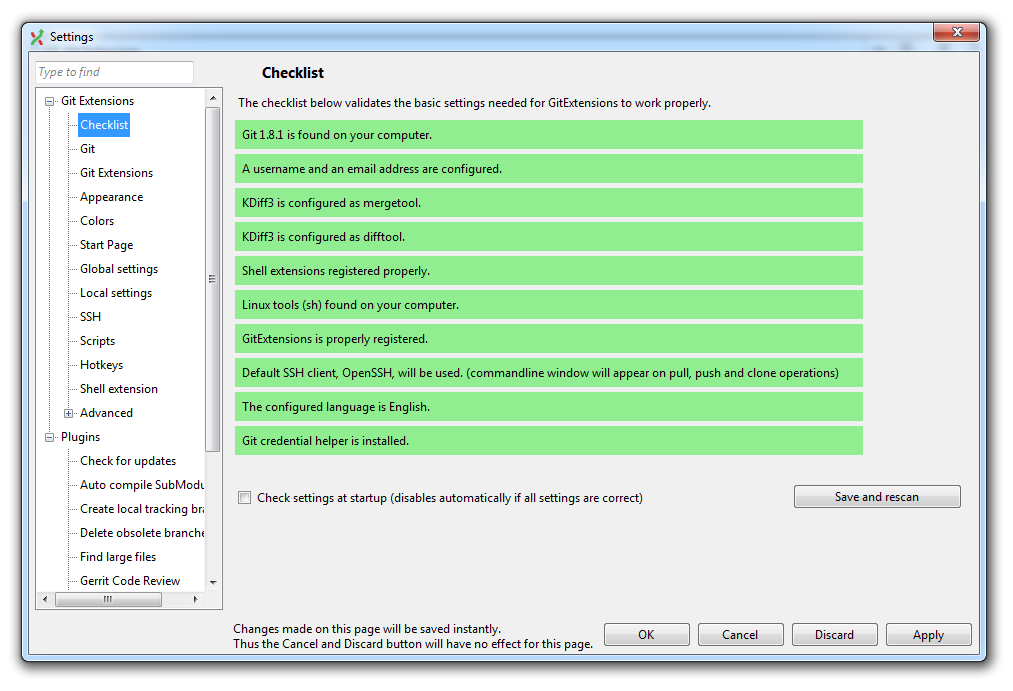 Settings
Type to find
Git Extensions
Checklist
Git
Git Extensions
Appearance
Colors
Start Page
Global settings
Local settings
SSH
Scripts
Hotkeys
Shell extension
Advanced
Plugins
Check for updates
Auto compile SubModu
Create local tracking bra
Delete obsolete branche
Find large files
Gerrit Code Review
Checklist
The checklist below validates the basic settings needed for GitExtensions to work properly.
Git 1.8.1 is found on your computer.
A username and an email address are configured.
KDiff3 is configured as mergetool.
KDiff3 is configured as difftool.
Shell extensions registered properly.
Linux tools (sh) found on your computer.
GitExtensions is properly registered.
Default SSH client, OpenSSH, will be used. (commandline window will appear on pull, push and clone operations)
The configured language is English.
Git credential helper is installed.
Check settings at startup (disables automatically if all settings are correct)
Save and rescan
Changes made on this page will be saved instantly.
Thus the Cancel and Discard button will have no effect for this page.
OK
Cancel
Discard
Apply